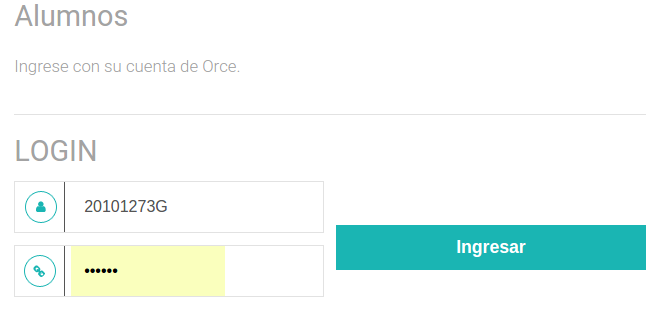 Alumnos
Ingrese con su cuenta de Orce.
LOGIN
20101273G
••••••
Ingresar